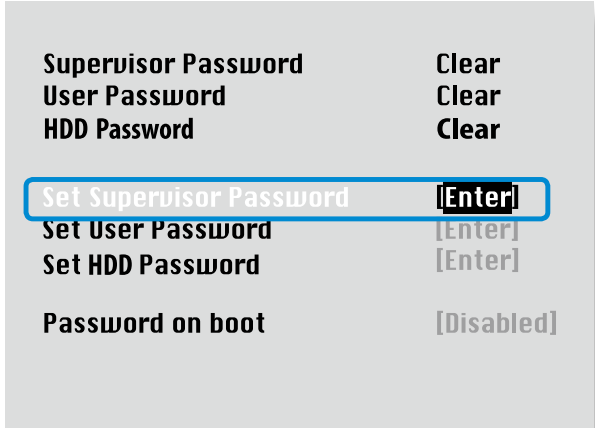 Supervisor Password Clear
User Password Clear
HDD Password Clear
Set Supervisor Password [Enter]
Set User Password [Enter]
Set HDD Password [Enter]
Password on boot [Disabled]